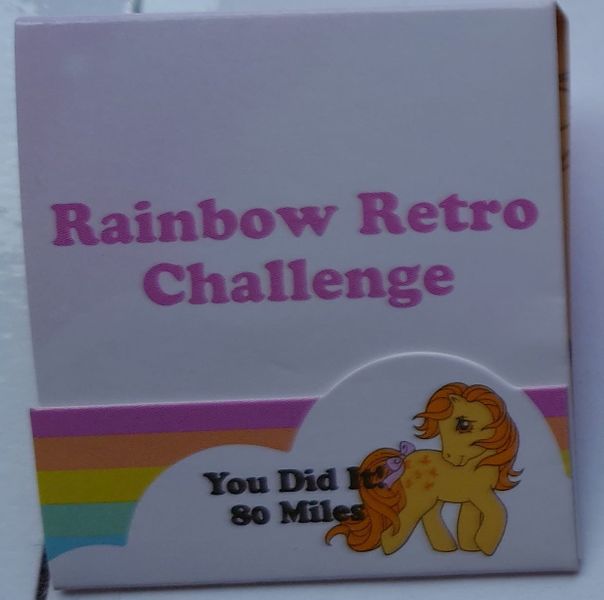 Rainbow Retro
Challenge
You Did It!
80 Miles